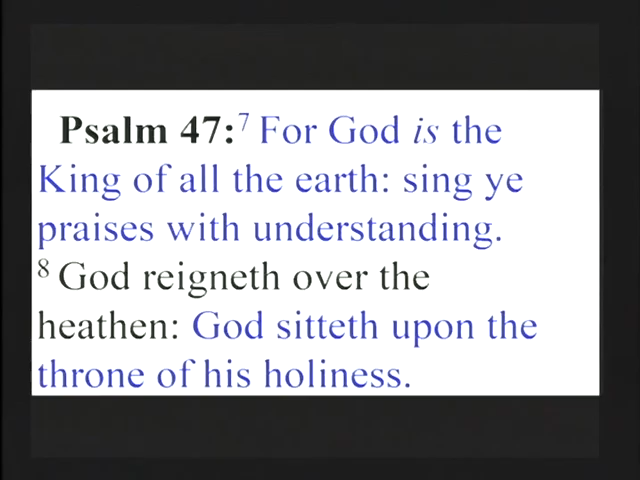 Psalm 47:7 For God is the
King of all the earth: sing ye
praises with understanding.
8 God reigneth over the
heathen: God sitteth upon the
throne of his holiness.